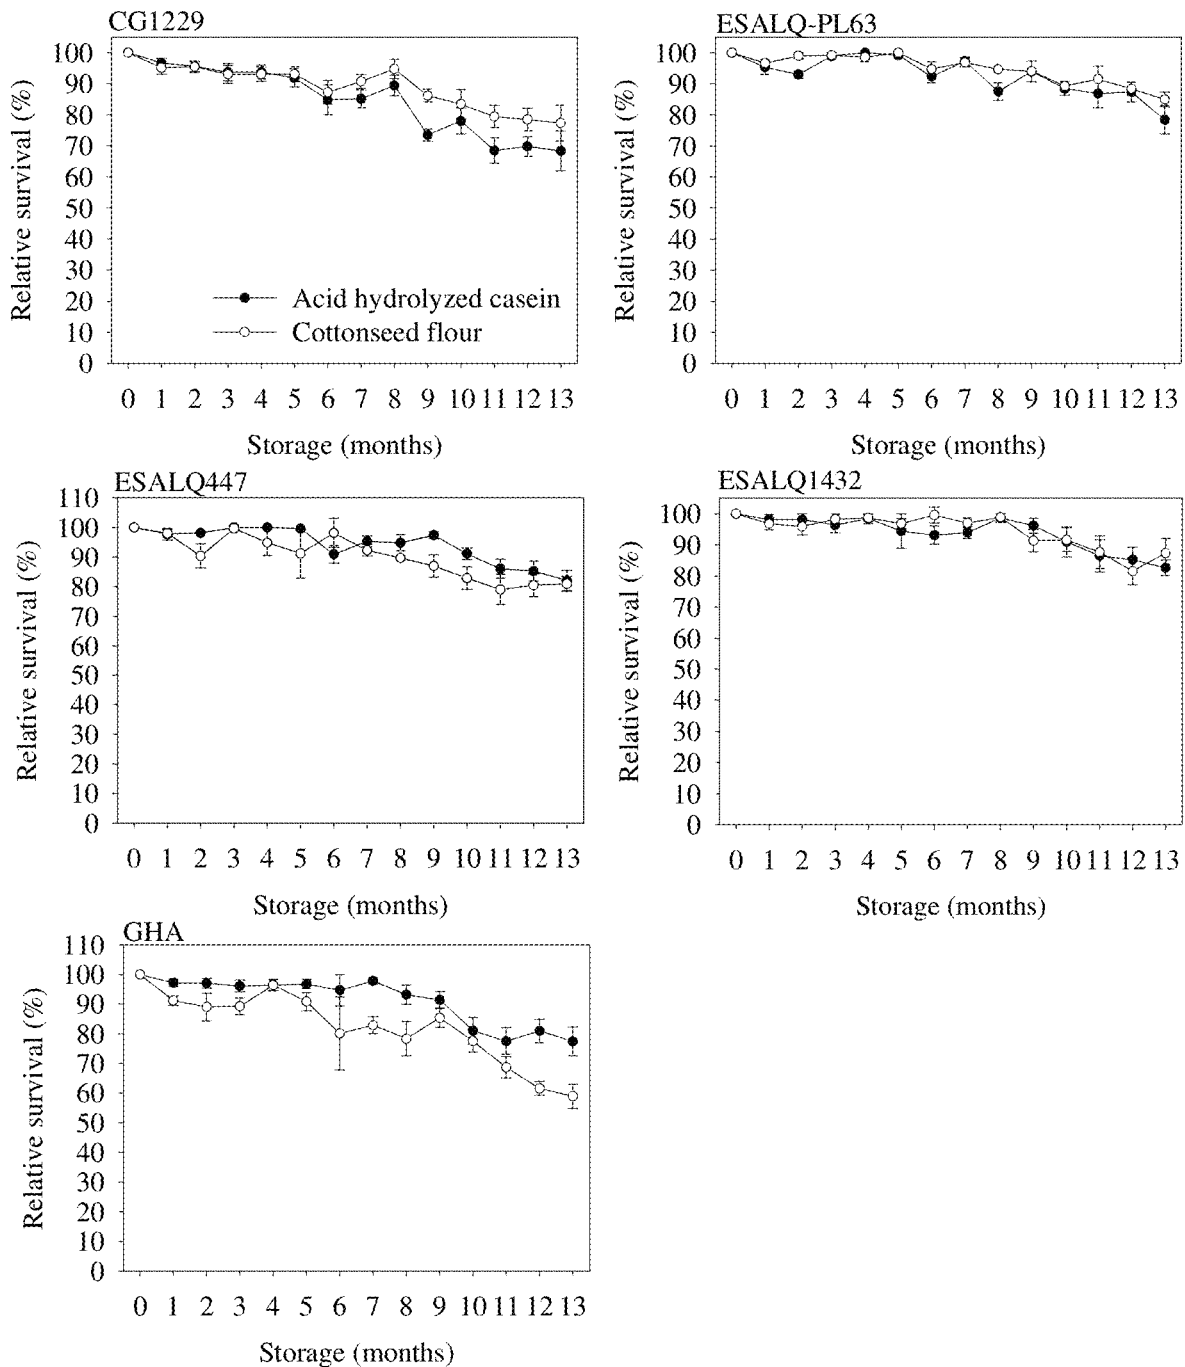 CG1229
100
90
80
70
60
50
40
30
20
10
0
Relative survival (%)
Acid hydrolyzed casein
Cottonseed flour
0 1 2 3 4 5 6 7 8 9 10 11 12 13
Storage (months)
ESALQ-PL63
100
90
80
70
60
50
40
30
20
10
0
Relative survival (%)
0 1 2 3 4 5 6 7 8 9 10 11 12 13
Storage (months)
ESALQ447
110
100
90
80
70
60
50
40
30
20
10
0
Relative survival (%)
0 1 2 3 4 5 6 7 8 9 10 11 12 13
Storage (months)
ESALQ1432
100
90
80
70
60
50
40
30
20
10
0
Relative survival (%)
0 1 2 3 4 5 6 7 8 9 10 11 12 13
Storage (months)
GHA
110
100
90
80
70
60
50
40
30
20
10
0
Relative survival (%)
0 1 2 3 4 5 6 7 8 9 10 11 12 13
Storage (months)